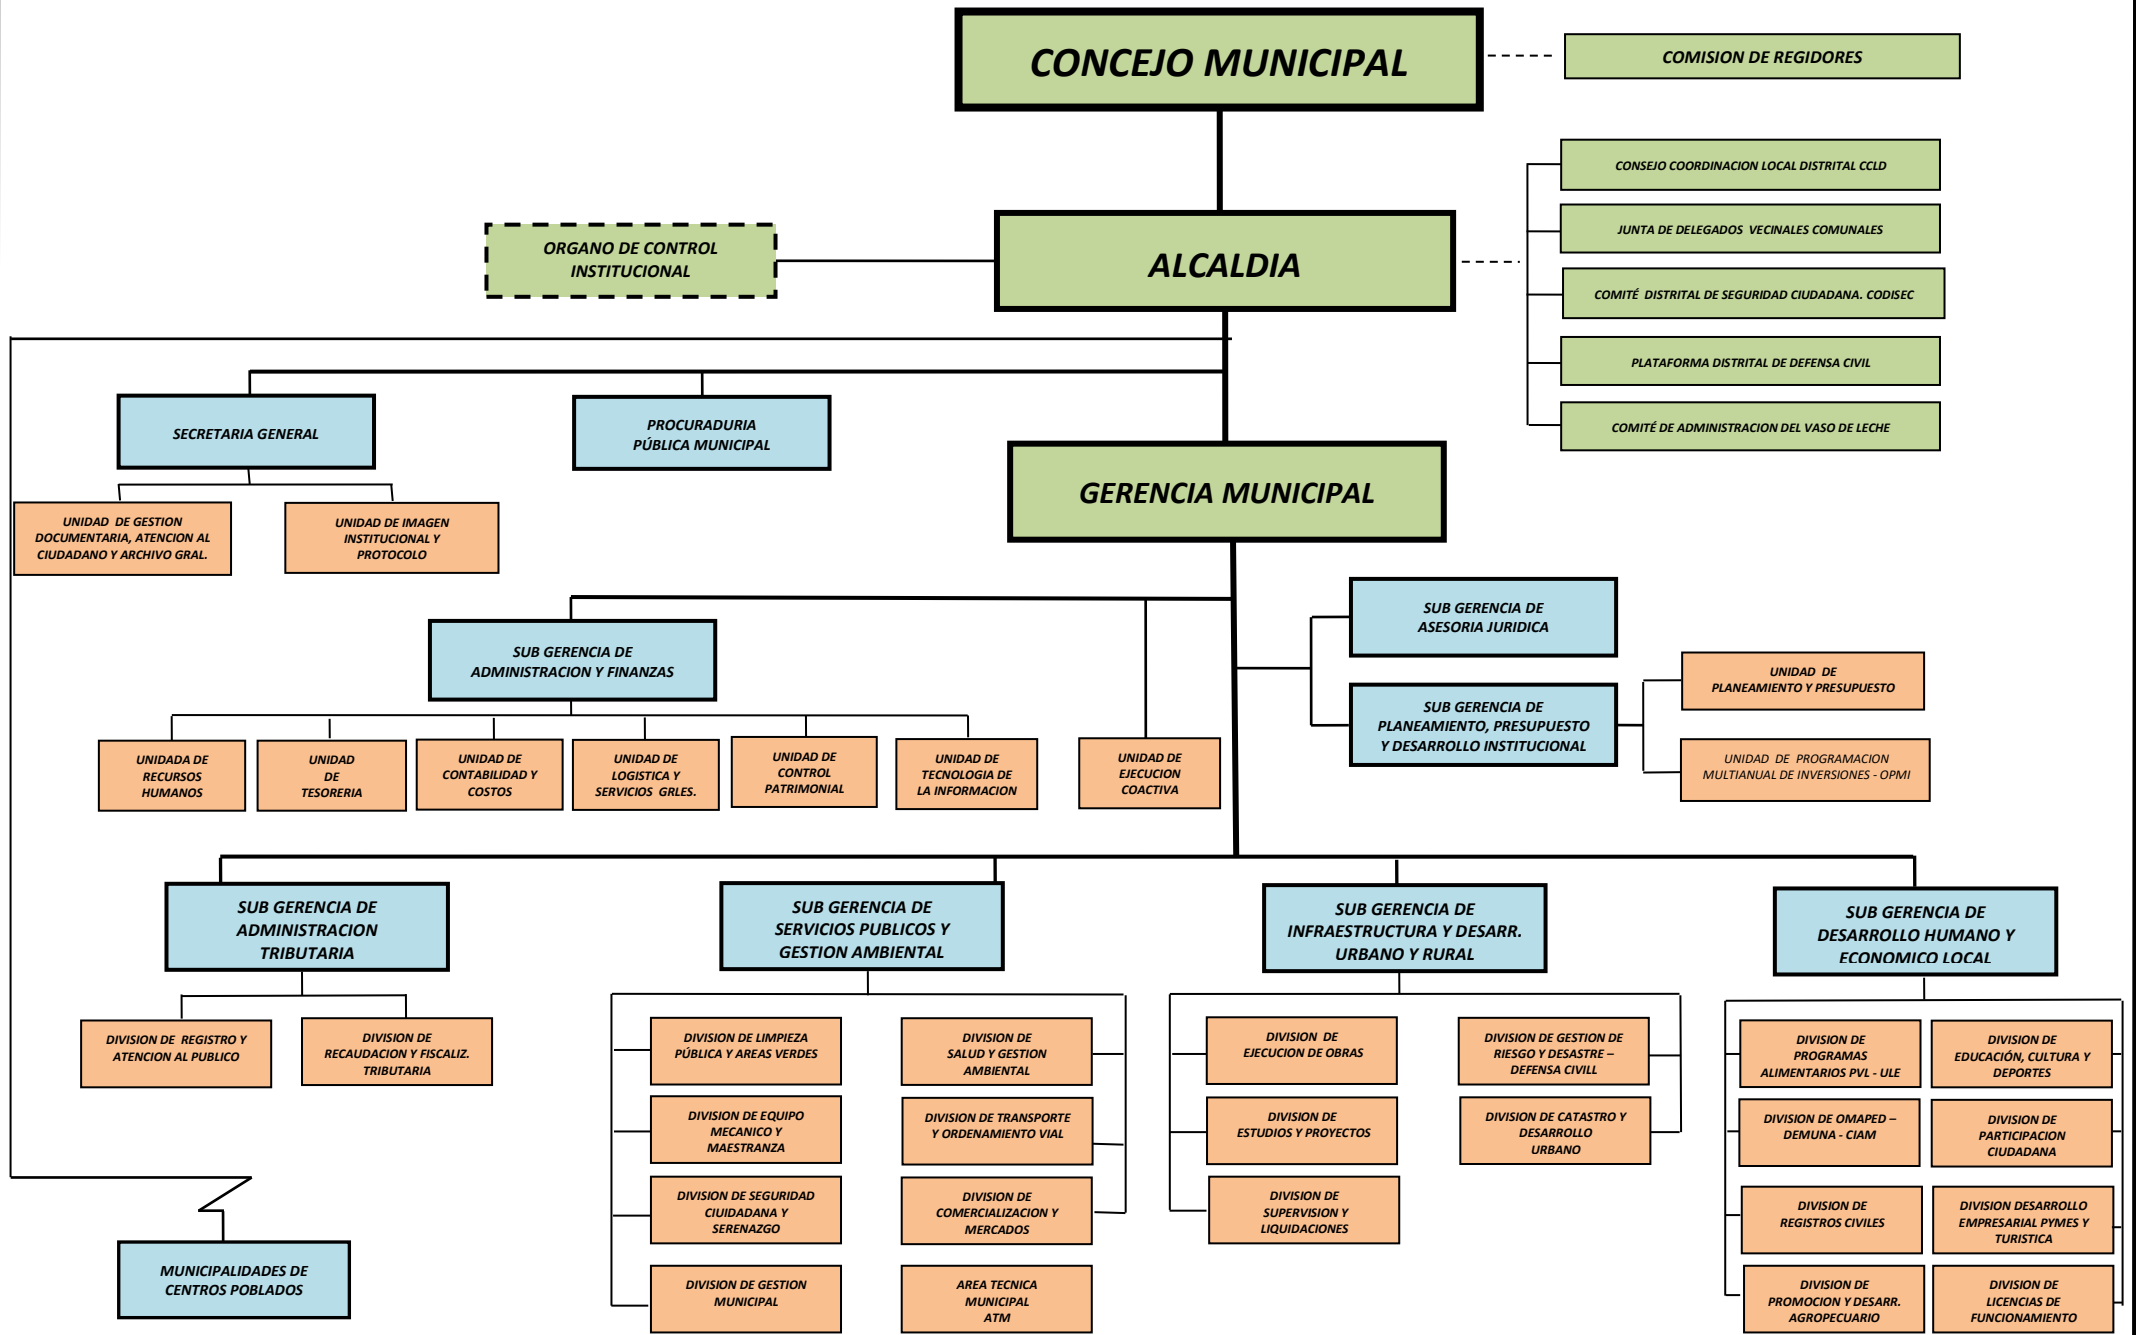 CONCEJO MUNICIPAL
COMISION DE REGIDORES
CONSEJO COORDINACION LOCAL DISTRITAL CCLD
JUNTA DE DELEGADOS VECINALES COMUNALES
COMITÉ DISTRITAL DE SEGURIDAD CIUDADANA. CODISEC
PLATAFORMA DISTRITAL DE DEFENSA CIVIL
COMITÉ DE ADMINISTRACION DEL VASO DE LECHE
ORGANO DE CONTROL
INSTITUCIONAL
ALCALDIA
SECRETARIA GENERAL
PROCURADURIA
PÚBLICA MUNICIPAL
GERENCIA MUNICIPAL
UNIDAD DE GESTION
DOCUMENTARIA, ATENCION AL
CIUDADANO Y ARCHIVO GRAL.
UNIDAD DE IMAGEN
INSTITUCIONAL Y
PROTOCOLO
SUB GERENCIA DE
ASESORIA JURIDICA
SUB GERENCIA DE
ADMINISTRACION Y FINANZAS
SUB GERENCIA DE
PLANEAMIENTO, PRESUPUESTO
Y DESARROLLO INSTITUCIONAL
UNIDAD DE
PLANEAMIENTO Y PRESUPUESTO
UNIDAD DE PROGRAMACION
MULTIANUAL DE INVERSIONES - OPMI
UNIDADA DE
RECURSOS
HUMANOS
UNIDAD
DE
TESORERIA
UNIDAD DE
CONTABILIDAD Y
COSTOS
UNIDAD DE
LOGISTICA Y
SERVICIOS GRLES.
UNIDAD DE
CONTROL
PATRIMONIAL
UNIDAD DE
TECNOLOGIA DE
LA INFORMACION
UNIDAD DE
EJECUCION
COACTIVA
SUB GERENCIA DE
ADMINISTRACION
TRIBUTARIA
SUB GERENCIA DE
SERVICIOS PUBLICOS Y
GESTION AMBIENTAL
SUB GERENCIA DE
INFRAESTRUCTURA Y DESARR.
URBANO Y RURAL
SUB GERENCIA DE
DESARROLLO HUMANO Y
ECONOMICO LOCAL
DIVISION DE REGISTRO Y
ATENCION AL PUBLICO
DIVISION DE
RECAUDACION Y FISCALIZ.
TRIBUTARIA
DIVISION DE LIMPIEZA
PÚBLICA Y AREAS VERDES
DIVISION DE
SALUD Y GESTION
AMBIENTAL
DIVISION DE EQUIPO
MECANICO Y
MAESTRANZA
DIVISION DE TRANSPORTE
Y ORDENAMIENTO VIAL
DIVISION DE SEGURIDAD
CIUIDADANA Y
SERENAZGO
DIVISION DE
COMERCIALIZACION Y
MERCADOS
DIVISION DE GESTION
MUNICIPAL
AREA TECNICA
MUNICIPAL
ATM
DIVISION DE
EJECUCION DE OBRAS
DIVISION DE GESTION DE
RIESGO Y DESASTRE –
DEFENSA CIVILL
DIVISION DE
ESTUDIOS Y PROYECTOS
DIVISION DE CATASTRO Y
DESARROLLO
URBANO
DIVISION DE
SUPERVISION Y
LIQUIDACIONES
DIVISION DE
PROGRAMAS
ALIMENTARIOS PVL - ULE
DIVISION DE
EDUCACIÓN, CULTURA Y
DEPORTES
DIVISION DE OMAPED –
DEMUNA - CIAM
DIVISION DE
PARTICIPACION
CIUDADANA
DIVISION DE
REGISTROS CIVILES
DIVISION DESARROLLO
EMPRESARIAL PYMES Y
TURISTICA
DIVISION DE
PROMOCION Y DESARR.
AGROPECUARIO
DIVISION DE
LICENCIAS DE
FUNCIONAMIENTO
MUNICIPALIDADES DE
CENTROS POBLADOS